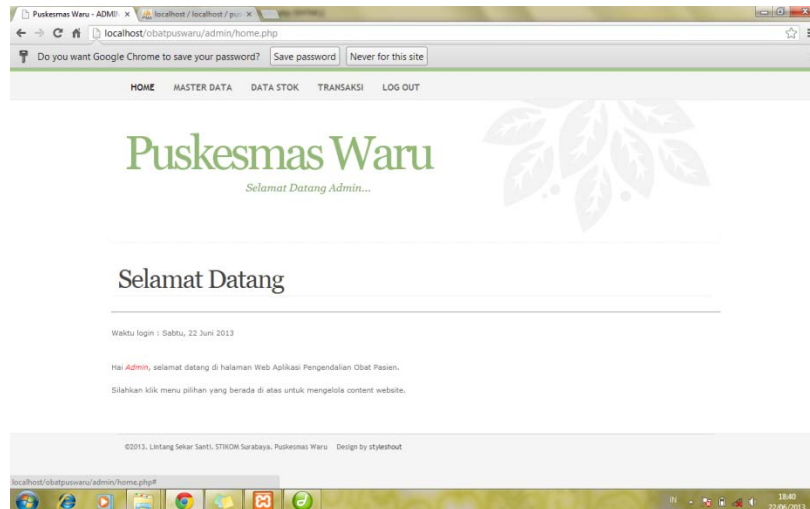 Puskesmas Waru - ADMIN
localhost / localhost / pus
localhost/obatpuswaru/admin/home.php
Do you want Google Chrome to save your password? Save password Never for this site
HOME MASTER DATA DATA STOK TRANSAKSI LOG OUT
Puskesmas Waru
Selamat Datang Admin...
Selamat Datang
Waktu login : Sabtu, 22 Juni 2013
Hai Admin, selamat datang di halaman Web Aplikasi Pengendalian Obat Pasien.
Silahkan klik menu pilihan yang berada di atas untuk mengelola content website.
©2013. Lintang Sekar Santi. STIKOM Surabaya. Puskesmas Waru Design by styleshout
localhost/obatpuswaru/admin/home.php#
IN
18:40
22/06/2013